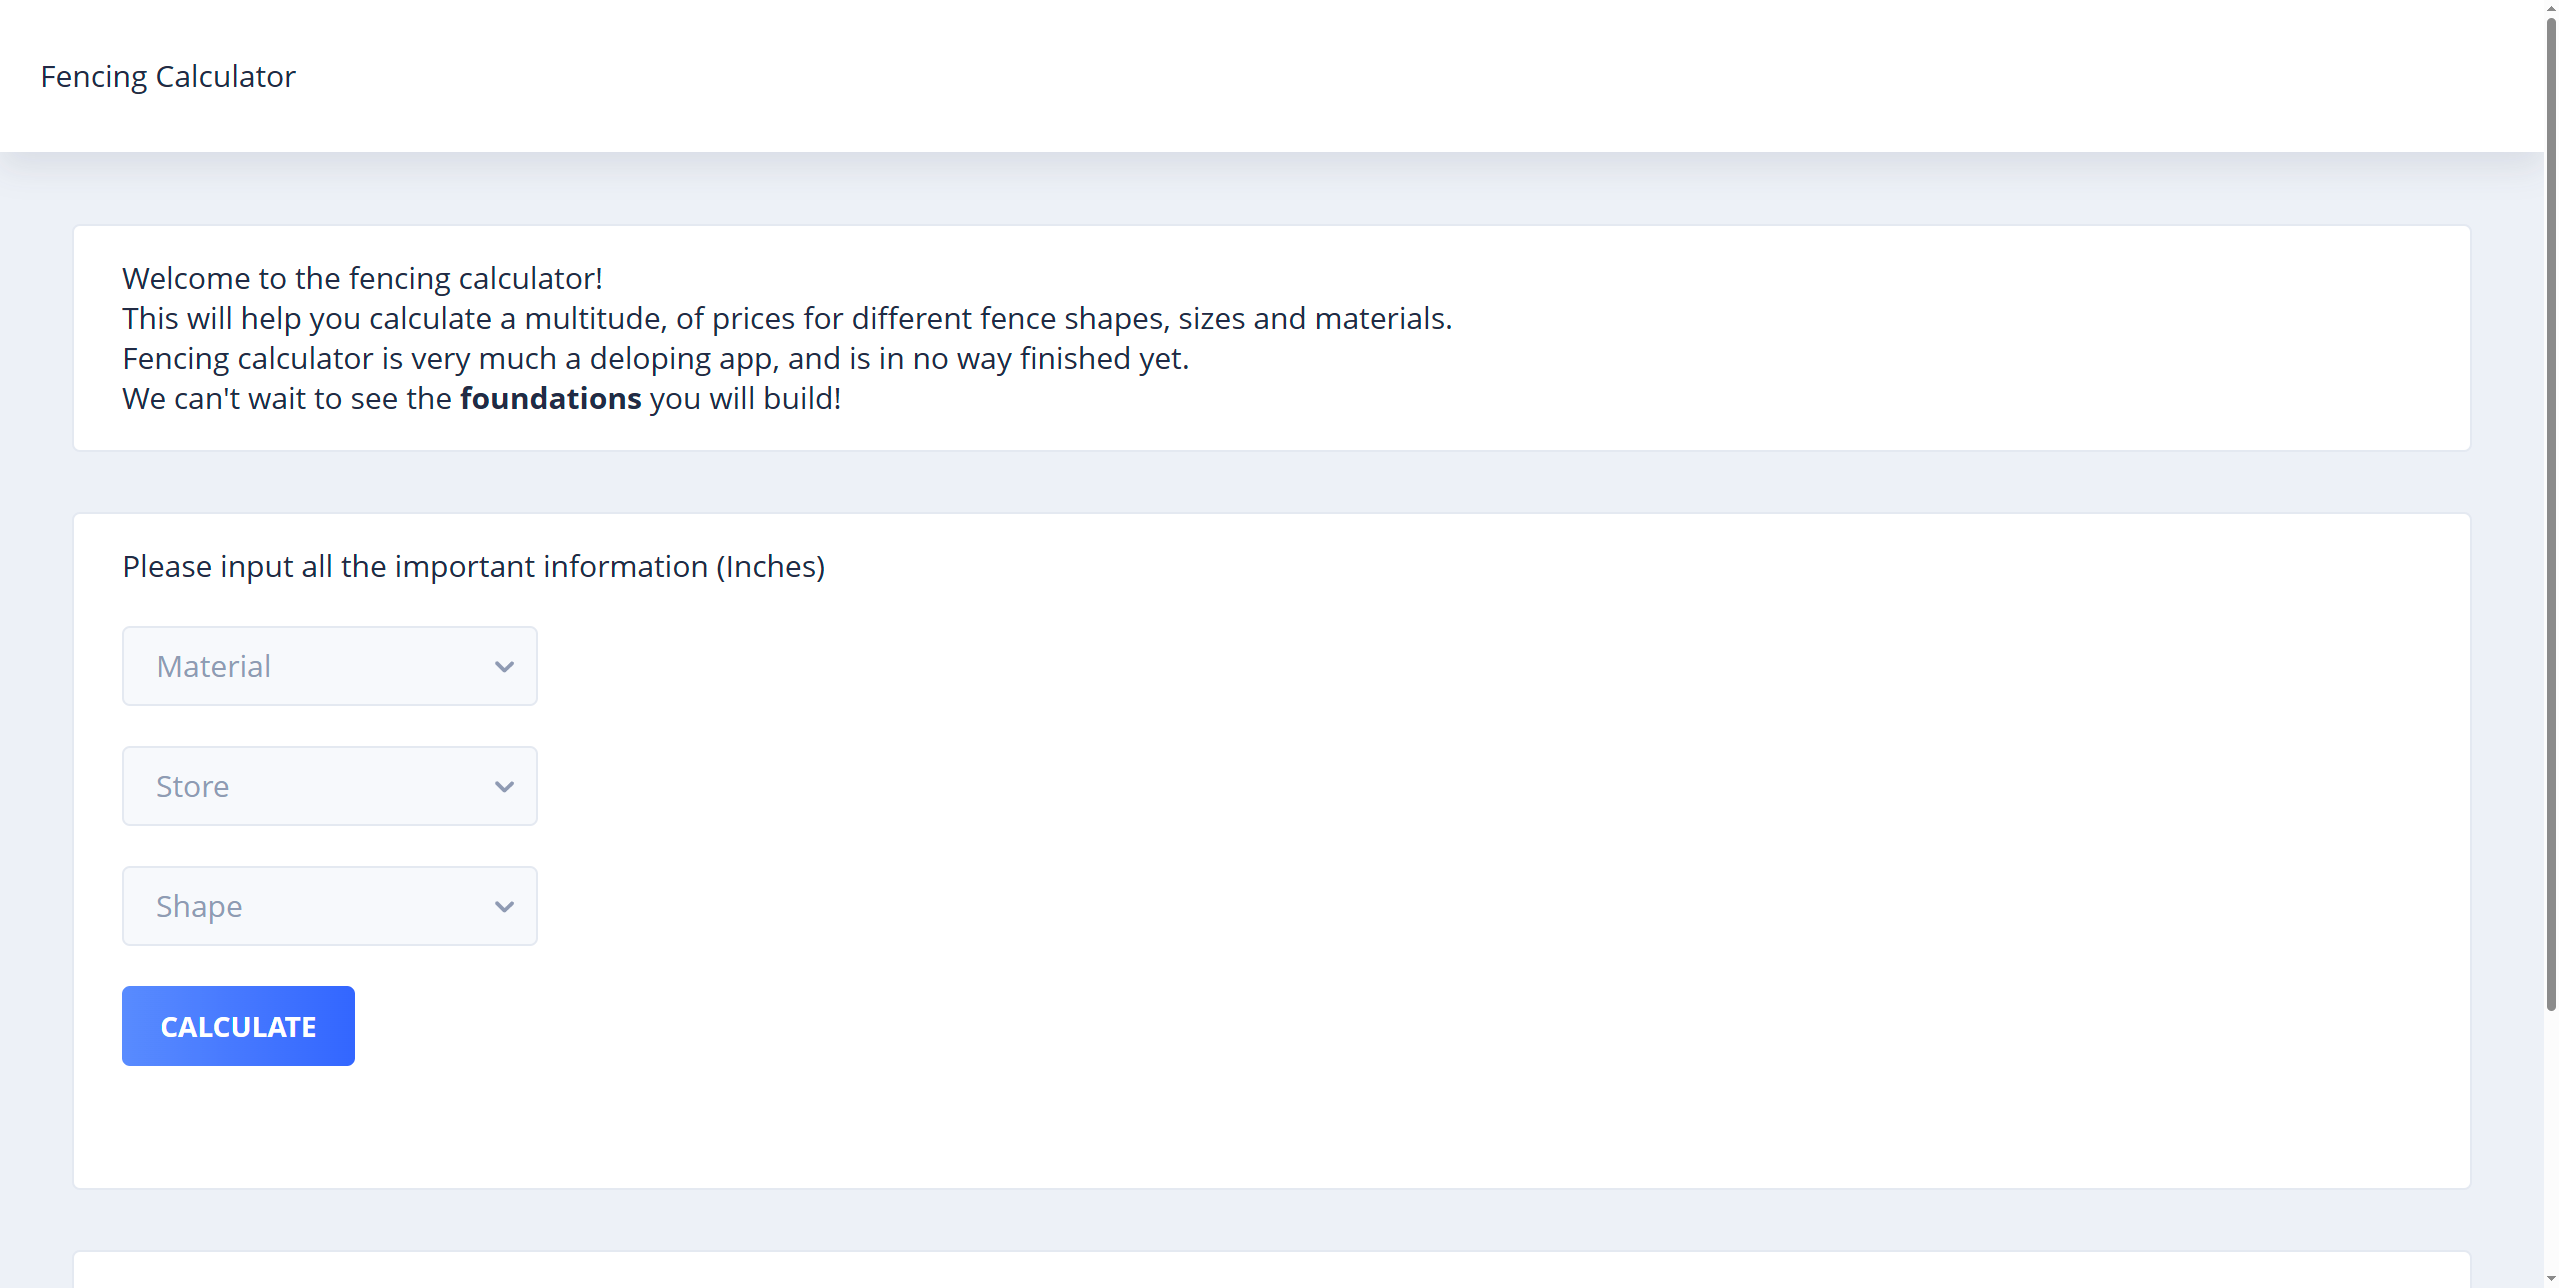 Fencing Calculator
Welcome to the fencing calculator!
This will help you calculate a multitude, of prices for different fence shapes, sizes and materials.
Fencing calculator is very much a deloping app, and is in no way finished yet.
We can't wait to see the foundations you will build!
Please input all the important information (Inches)
Material
Store
Shape
CALCULATE